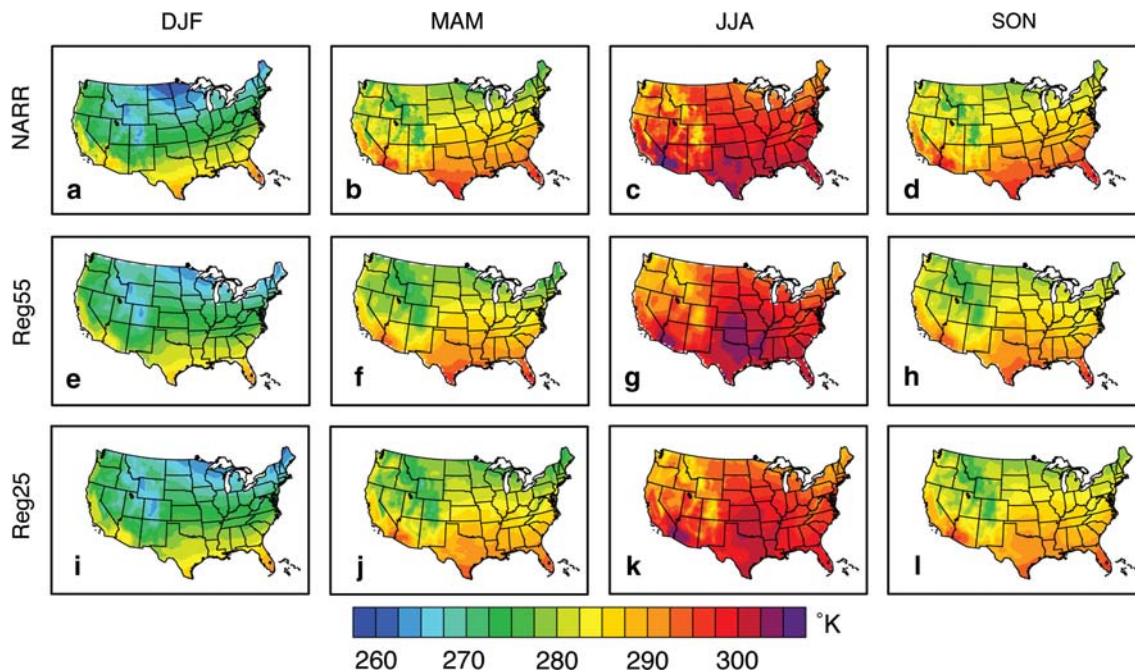 DJF MAM JJA SON
NARR
a b c d
Reg55
e f g h
Reg25
i j k l
260 270 280 290 300 °K